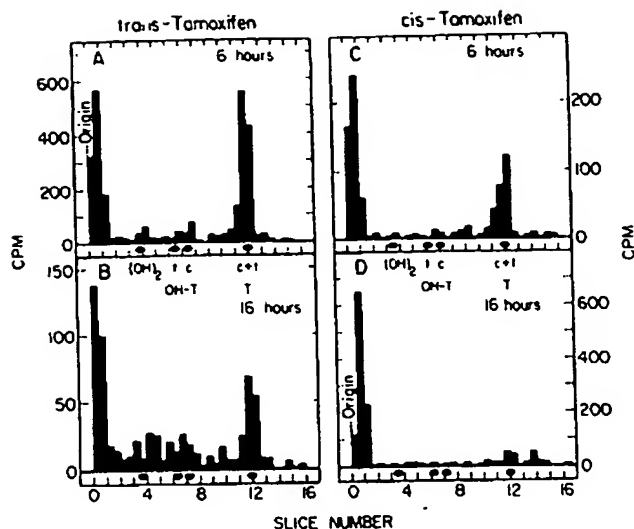 trans-Tamoxifen
cis-Tamoxifen
A
6 hours
C
6 hours
600
400
200
0
200
100
0
Origin
CPM
CPM
(OH)2 t c c+t
OH-T T
(OH)2 t c c+t
OH-T T
B
16 hours
D
16 hours
150
100
50
0
600
400
200
0
Origin
0 4 8 12 16
0 4 8 12 16
SLICE NUMBER